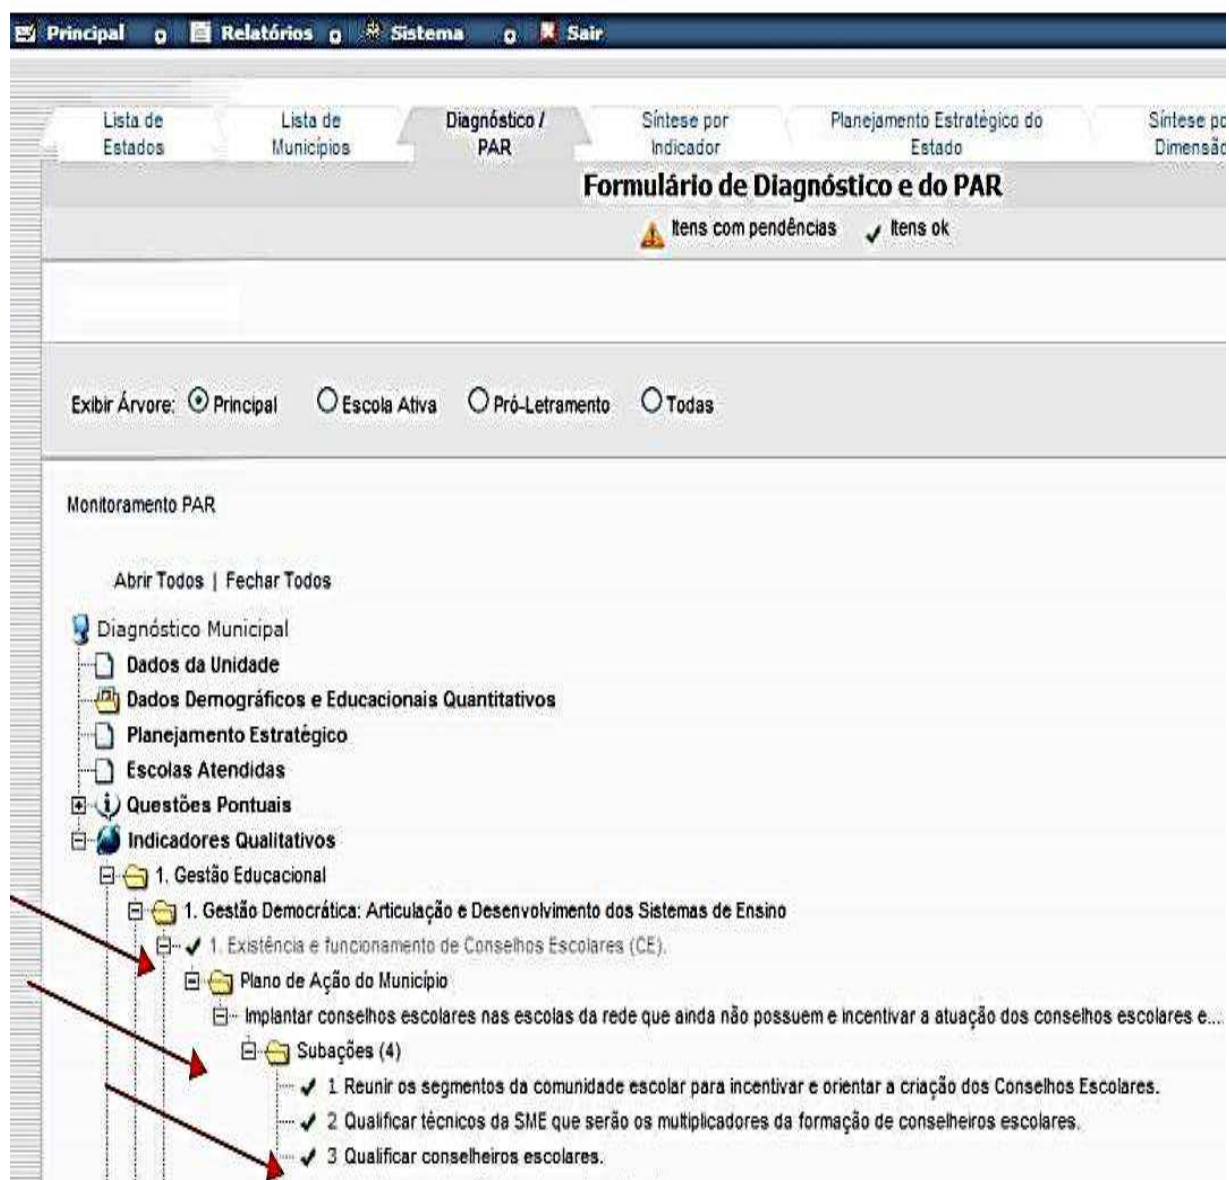 Principal Relatórios Sistema Sair
Lista de Estados Lista de Municípios Diagnóstico / PAR Síntese por Indicador Planejamento Estratégico do Estado Síntese po Dimensão
Formulário de Diagnóstico e do PAR
Itens com pendências Itens ok
Exibir Árvore: Principal Escola Ativa Pró-Letramento Todas
Monitoramento PAR
Abrir Todos | Fechar Todos
Diagnóstico Municipal
Dados da Unidade
Dados Demográficos e Educacionais Quantitativos
Planejamento Estratégico
Escolas Atendidas
Questões Pontuais
Indicadores Qualitativos
1. Gestão Educacional
1. Gestão Democrática: Articulação e Desenvolvimento dos Sistemas de Ensino
1. Existência e funcionamento de Conselhos Escolares (CE).
Plano de Ação do Município
Implantar conselhos escolares nas escolas da rede que ainda não possuem e incentivar a atuação dos conselhos escolares e...
Subações (4)
1 Reunir os segmentos da comunidade escolar para incentivar e orientar a criação dos Conselhos Escolares.
2 Qualificar técnicos da SME que serão os multiplicadores da formação de conselheiros escolares.
3 Qualificar conselheiros escolares.